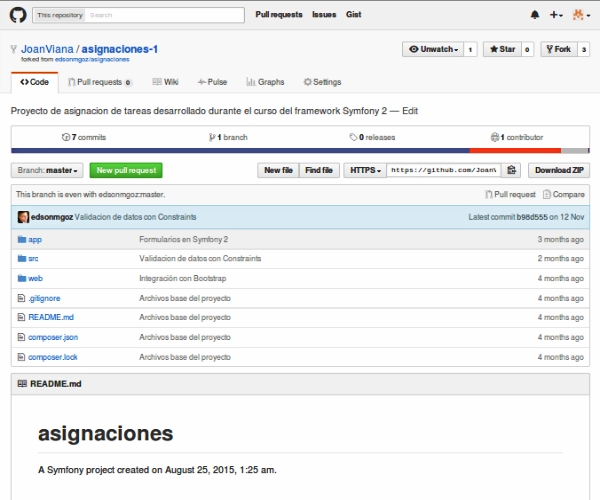 This repository Search Pull requests Issues Gist
JoanViana / asignaciones-1 Unwatch 1 Star 0 Fork 3
forked from edsonmgoz/asignaciones
Code Pull requests 0 Wiki Pulse Graphs Settings
Proyecto de asignacion de tareas desarrollado durante el curso del framework Symfony 2 — Edit
7 commits 1 branch 0 releases 1 contributor
Branch: master New pull request New file Find file HTTPS https://github.com/Joan Download ZIP
This branch is even with edsonmgoz:master. Pull request Compare
edsonmgoz Validacion de datos con Constraints Latest commit b98d555 on 12 Nov
app Formularios en Symfony 2 3 months ago
src Validacion de datos con Constraints 2 months ago
web Integración con Bootstrap 4 months ago
.gitignore Archivos base del proyecto 4 months ago
README.md Archivos base del proyecto 4 months ago
composer.json Archivos base del proyecto 4 months ago
composer.lock Archivos base del proyecto 4 months ago
README.md
asignaciones
A Symfony project created on August 25, 2015, 1:25 am.